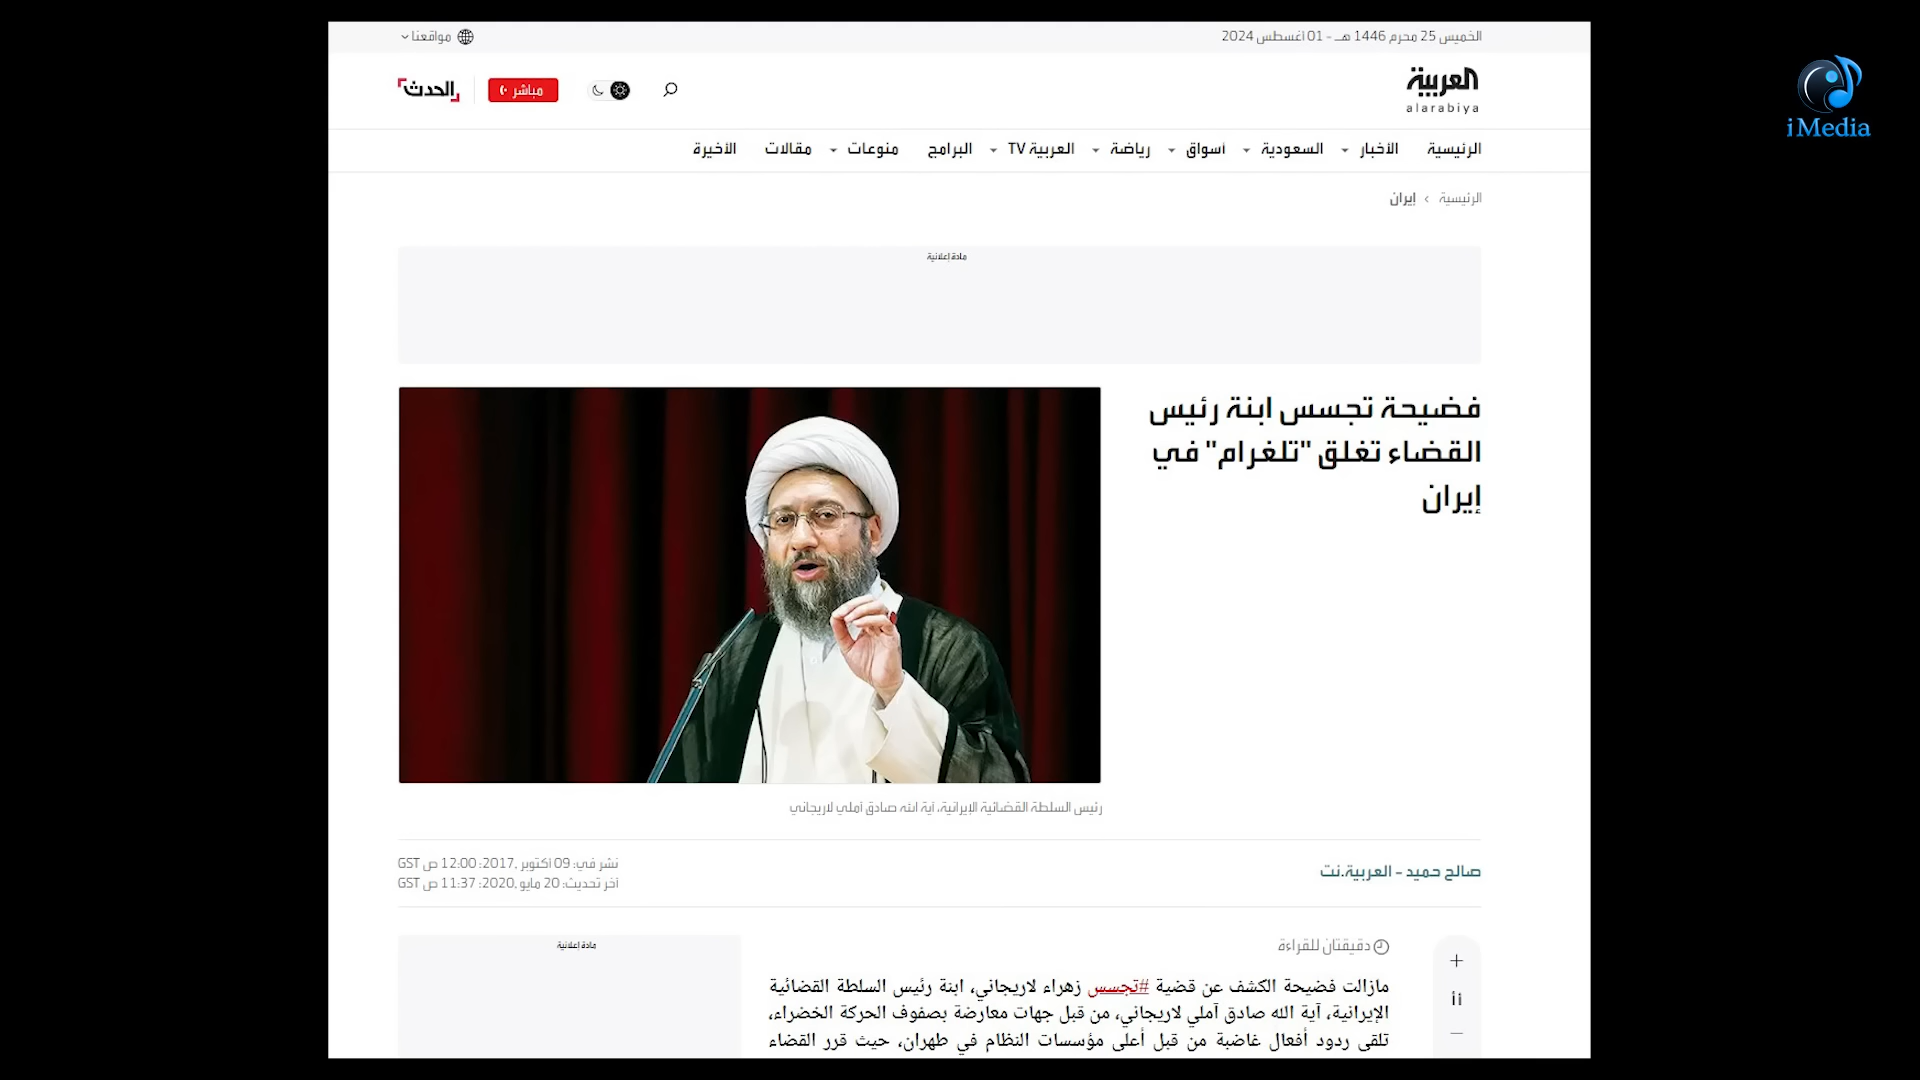 الخميس 25 محرم 1446 هـ - 01 أغسطس 2024
مواقعنا
العربية
alarabiya
مباشر
الحدث
iMedia
الرئيسية
الأخبار
السعودية
أسواق
رياضة
العربية TV
البرامج
منوعات
مقالات
الأخيرة
الرئيسية › إيران
مادة إعلانية
فضيحة تجسس ابنة رئيس
القضاء تغلق "تلغرام" في
إيران
رئيس السلطة القضائية الإيرانية، آية الله صادق آملي لاريجاني
صالح حميد - العربية.نت
نشر في: 09 أكتوبر ,2017: 12:00 ص GST
آخر تحديث: 20 مايو ,2020: 11:37 ص GST
دقيقتان للقراءة
مازالت فضيحة الكشف عن قضية #تجسس زهراء لاريجاني، ابنة رئيس السلطة القضائية
الإيرانية، آية الله صادق آملي لاريجاني، من قبل جهات معارضة بصفوف الحركة الخضراء،
تلقى ردود أفعال غاضبة من قبل أعلى مؤسسات النظام في طهران، حيث قرر القضاء
مادة إعلانية